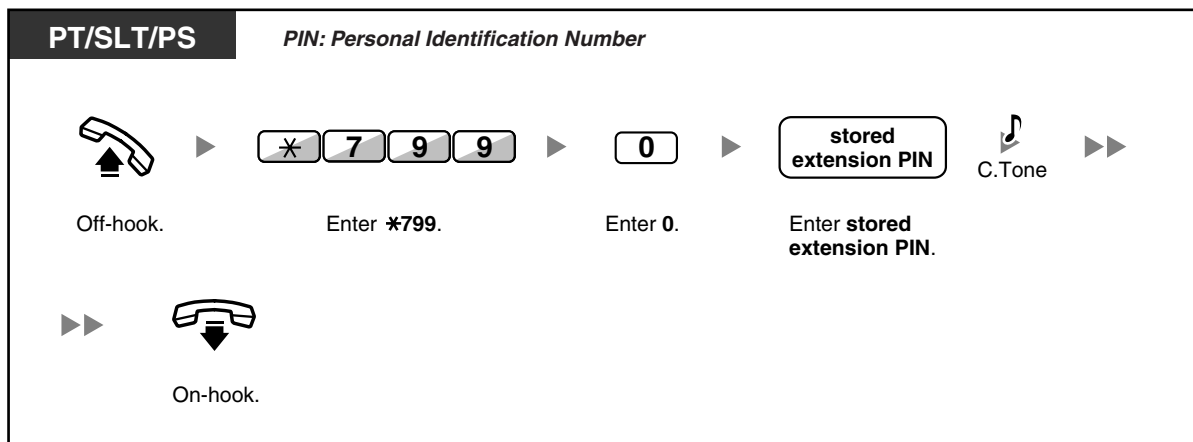 PT/SLT/PS PIN: Personal Identification Number
* 7 9 9 0 stored extension PIN C.Tone
Off-hook. Enter *799. Enter 0. Enter stored extension PIN.
On-hook.